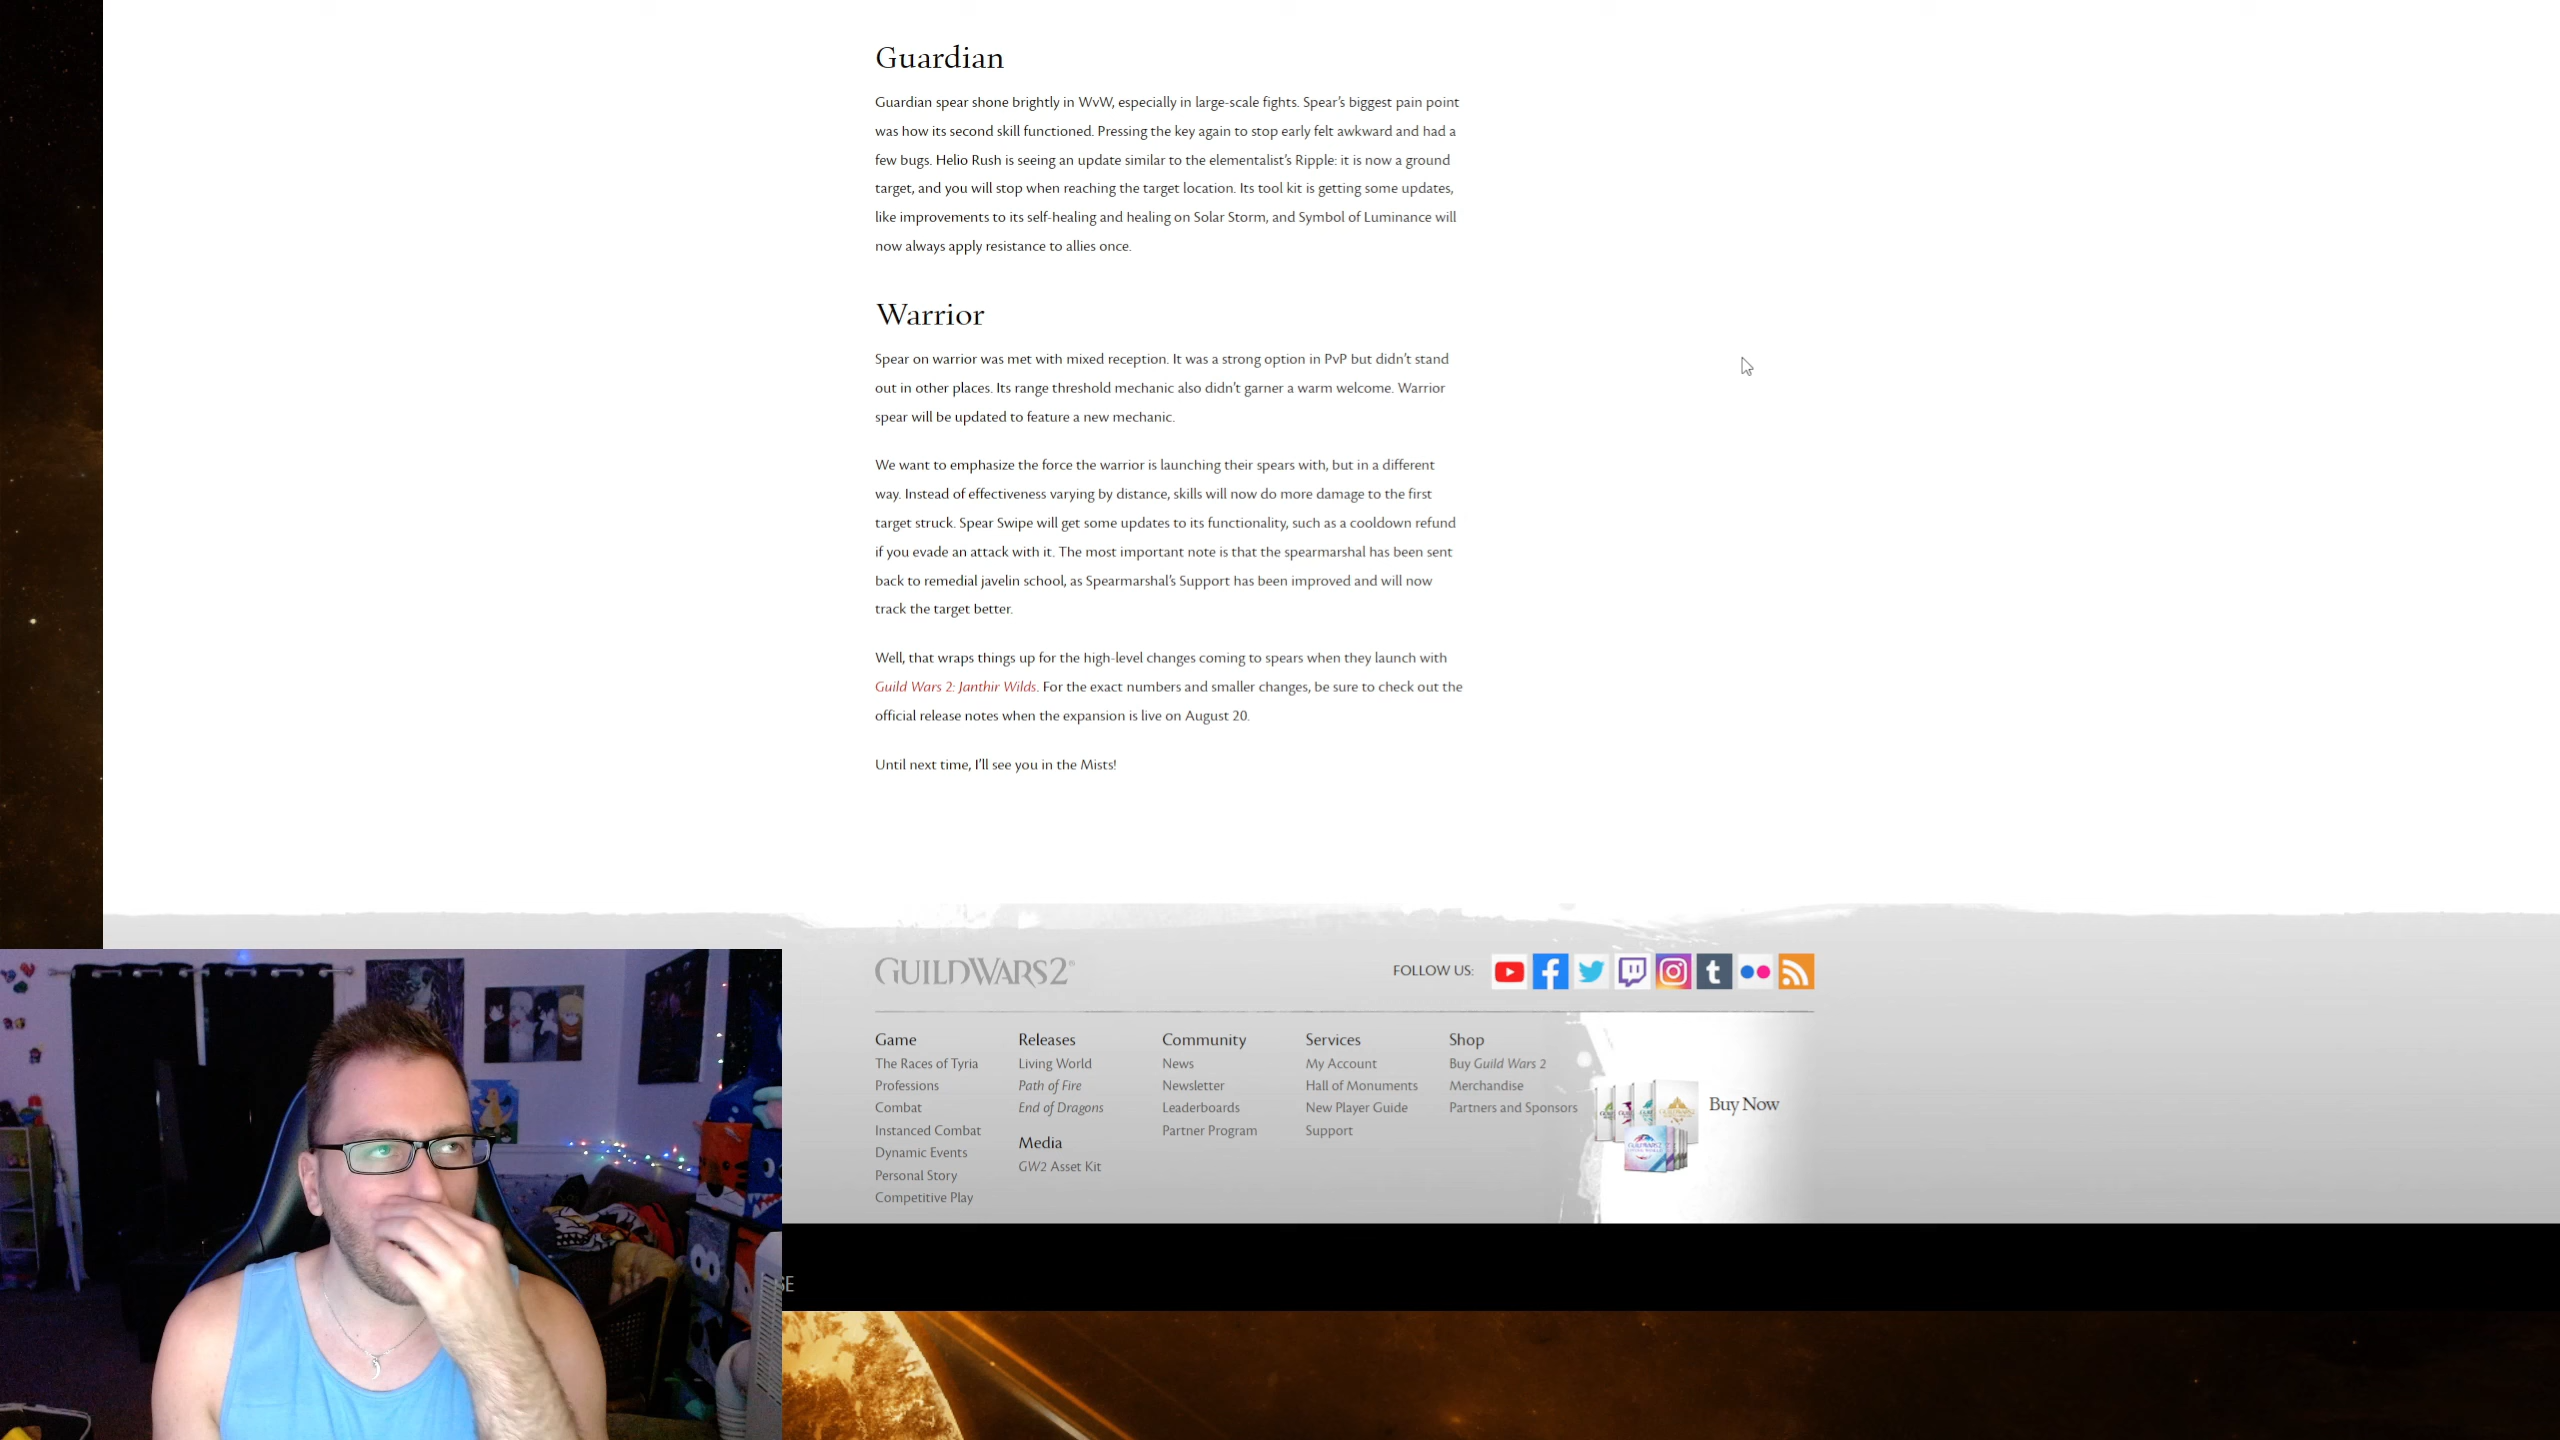 Guardian
Guardian spear shone brightly in WvW, especially in large-scale fights. Spear's biggest pain point
was how its second skill functioned. Pressing the key again to stop early felt awkward and had a
few bugs. Helio Rush is seeing an update similar to the elementalist's Ripple: it is now a ground
target, and you will stop when reaching the target location. Its tool kit is getting some updates,
like improvements to its self-healing and healing on Solar Storm, and Symbol of Luminance will
now always apply resistance to allies once.
Warrior
Spear on warrior was met with mixed reception. It was a strong option in PvP but didn't stand
out in other places. Its range threshold mechanic also didn't garner a warm welcome. Warrior
spear will be updated to feature a new mechanic.
We want to emphasize the force the warrior is launching their spears with, but in a different
way. Instead of effectiveness varying by distance, skills will now do more damage to the first
target struck. Spear Swipe will get some updates to its functionality, such as a cooldown refund
if you evade an attack with it. The most important note is that the spearmarshal has been sent
back to remedial javelin school, as Spearmarshal's Support has been improved and will now
track the target better.
Well, that wraps things up for the high-level changes coming to spears when they launch with
Guild Wars 2: Janthir Wilds. For the exact numbers and smaller changes, be sure to check out the
official release notes when the expansion is live on August 20.
Until next time, I'll see you in the Mists!
GUILD WARS 2
FOLLOW US:
Game
The Races of Tyria
Professions
Combat
Instanced Combat
Dynamic Events
Personal Story
Competitive Play
Releases
Living World
Path of Fire
End of Dragons
Media
GW2 Asset Kit
Community
News
Newsletter
Leaderboards
Partner Program
Services
My Account
Hall of Monuments
New Player Guide
Support
Shop
Buy Guild Wars 2
Merchandise
Partners and Sponsors
Buy Now